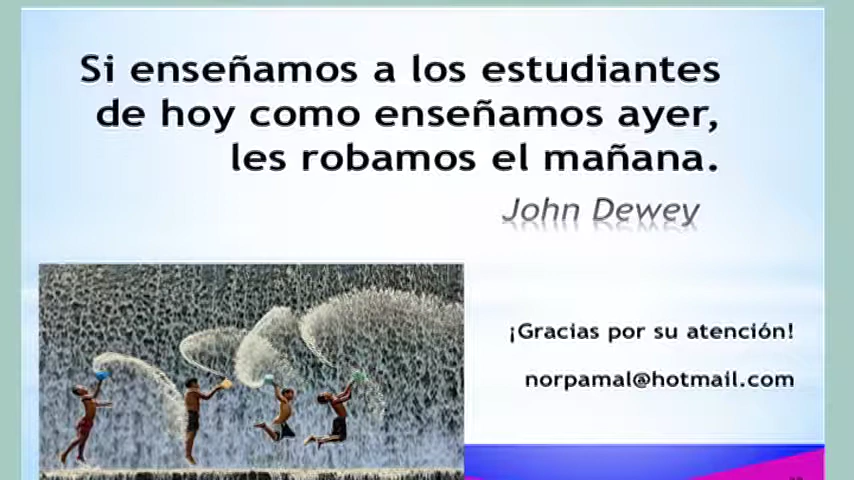 Si enseñamos a los estudiantes
de hoy como enseñamos ayer,
les robamos el mañana.
John Dewey
¡Gracias por su atención!
norpamal@hotmail.com